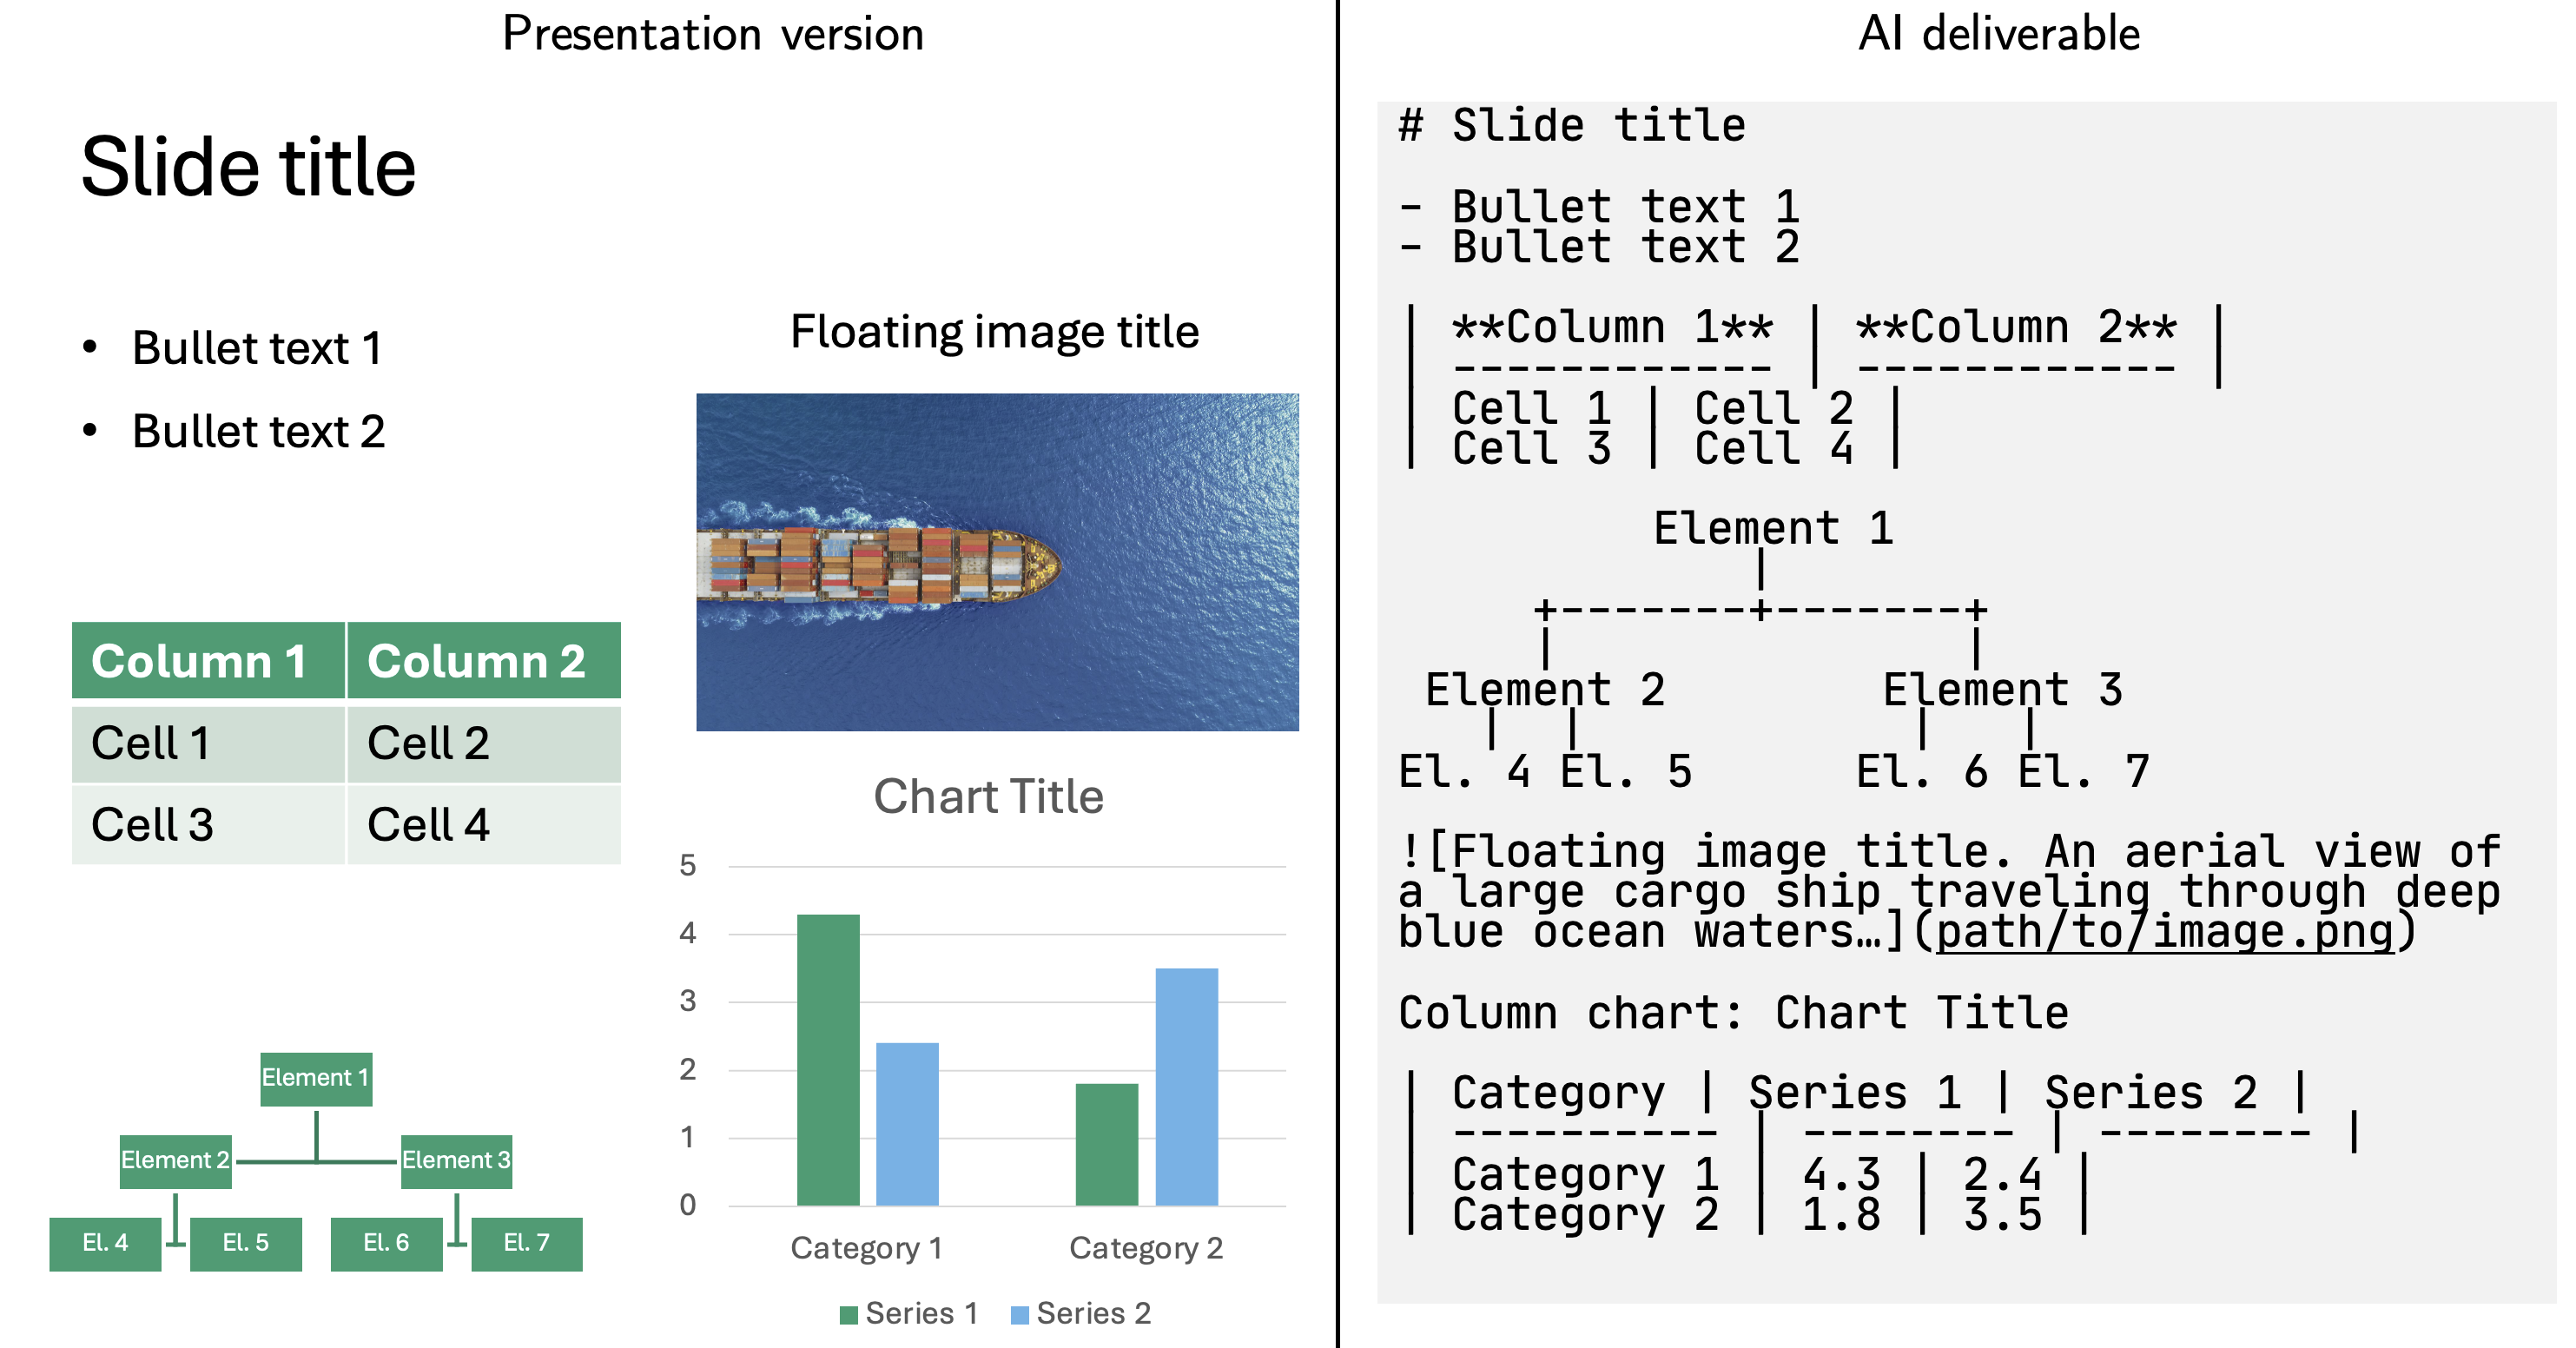 Presentation version
Slide title
• Bullet text 1
• Bullet text 2
Column 1 Column 2
Cell 1 Cell 2
Cell 3 Cell 4
Element 1
Element 2 Element 3
El. 4 El. 5 El. 6 El. 7
Floating image title
Chart Title
5
4
3
2
1
0
Category 1 Category 2
Series 1 Series 2
AI deliverable
# Slide title
- Bullet text 1
- Bullet text 2
| **Column 1** | **Column 2** |
| ------------ | ------------ |
| Cell 1 | Cell 2 |
| Cell 3 | Cell 4 |
Element 1
|
+-------+-------+
| |
Element 2 Element 3
| | | |
El. 4 El. 5 El. 6 El. 7
![Floating image title. An aerial view of
a large cargo ship traveling through deep
blue ocean waters…](path/to/image.png)
Column chart: Chart Title
| Category | Series 1 | Series 2 |
| ---------- | -------- | -------- |
| Category 1 | 4.3 | 2.4 |
| Category 2 | 1.8 | 3.5 |